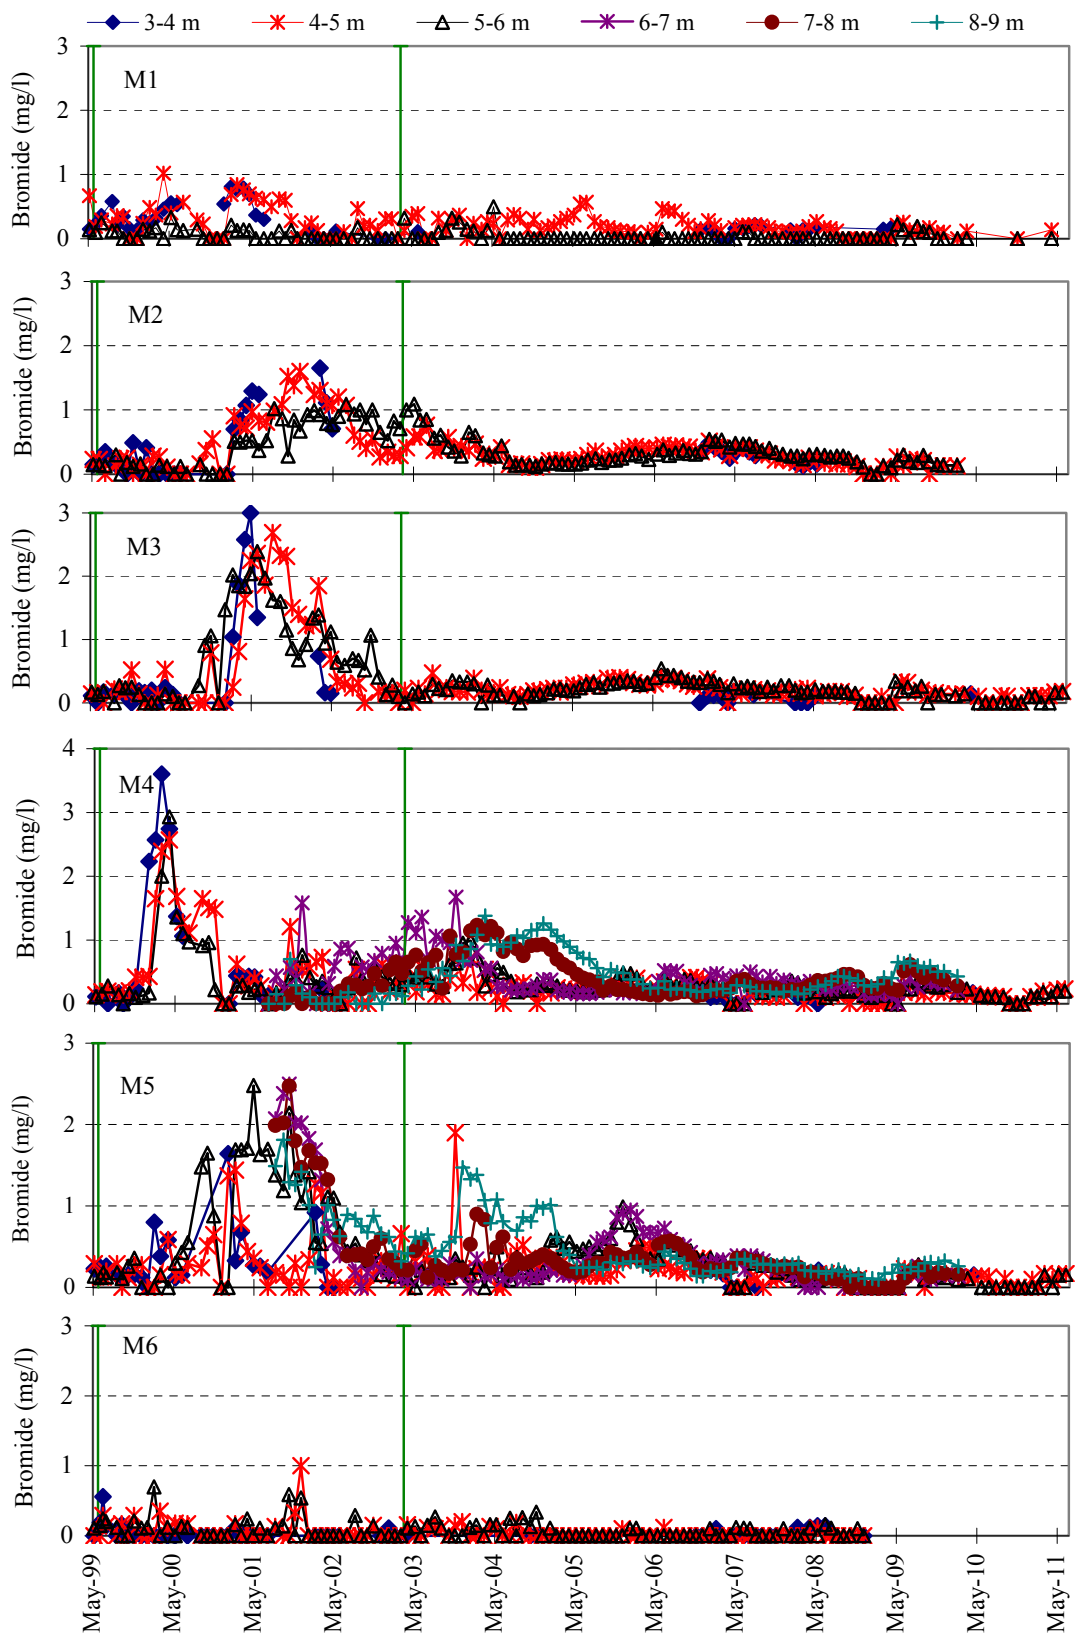 3-4 m 4-5 m 5-6 m 6-7 m 7-8 m 8-9 m
3
2
1
0
Bromide (mg/l)
M1
3
2
1
0
Bromide (mg/l)
M2
3
2
1
0
Bromide (mg/l)
M3
4
3
2
1
0
Bromide (mg/l)
M4
3
2
1
0
Bromide (mg/l)
M5
3
2
1
0
Bromide (mg/l)
M6
May-99 May-00 May-01 May-02 May-03 May-04 May-05 May-06 May-07 May-08 May-09 May-10 May-11